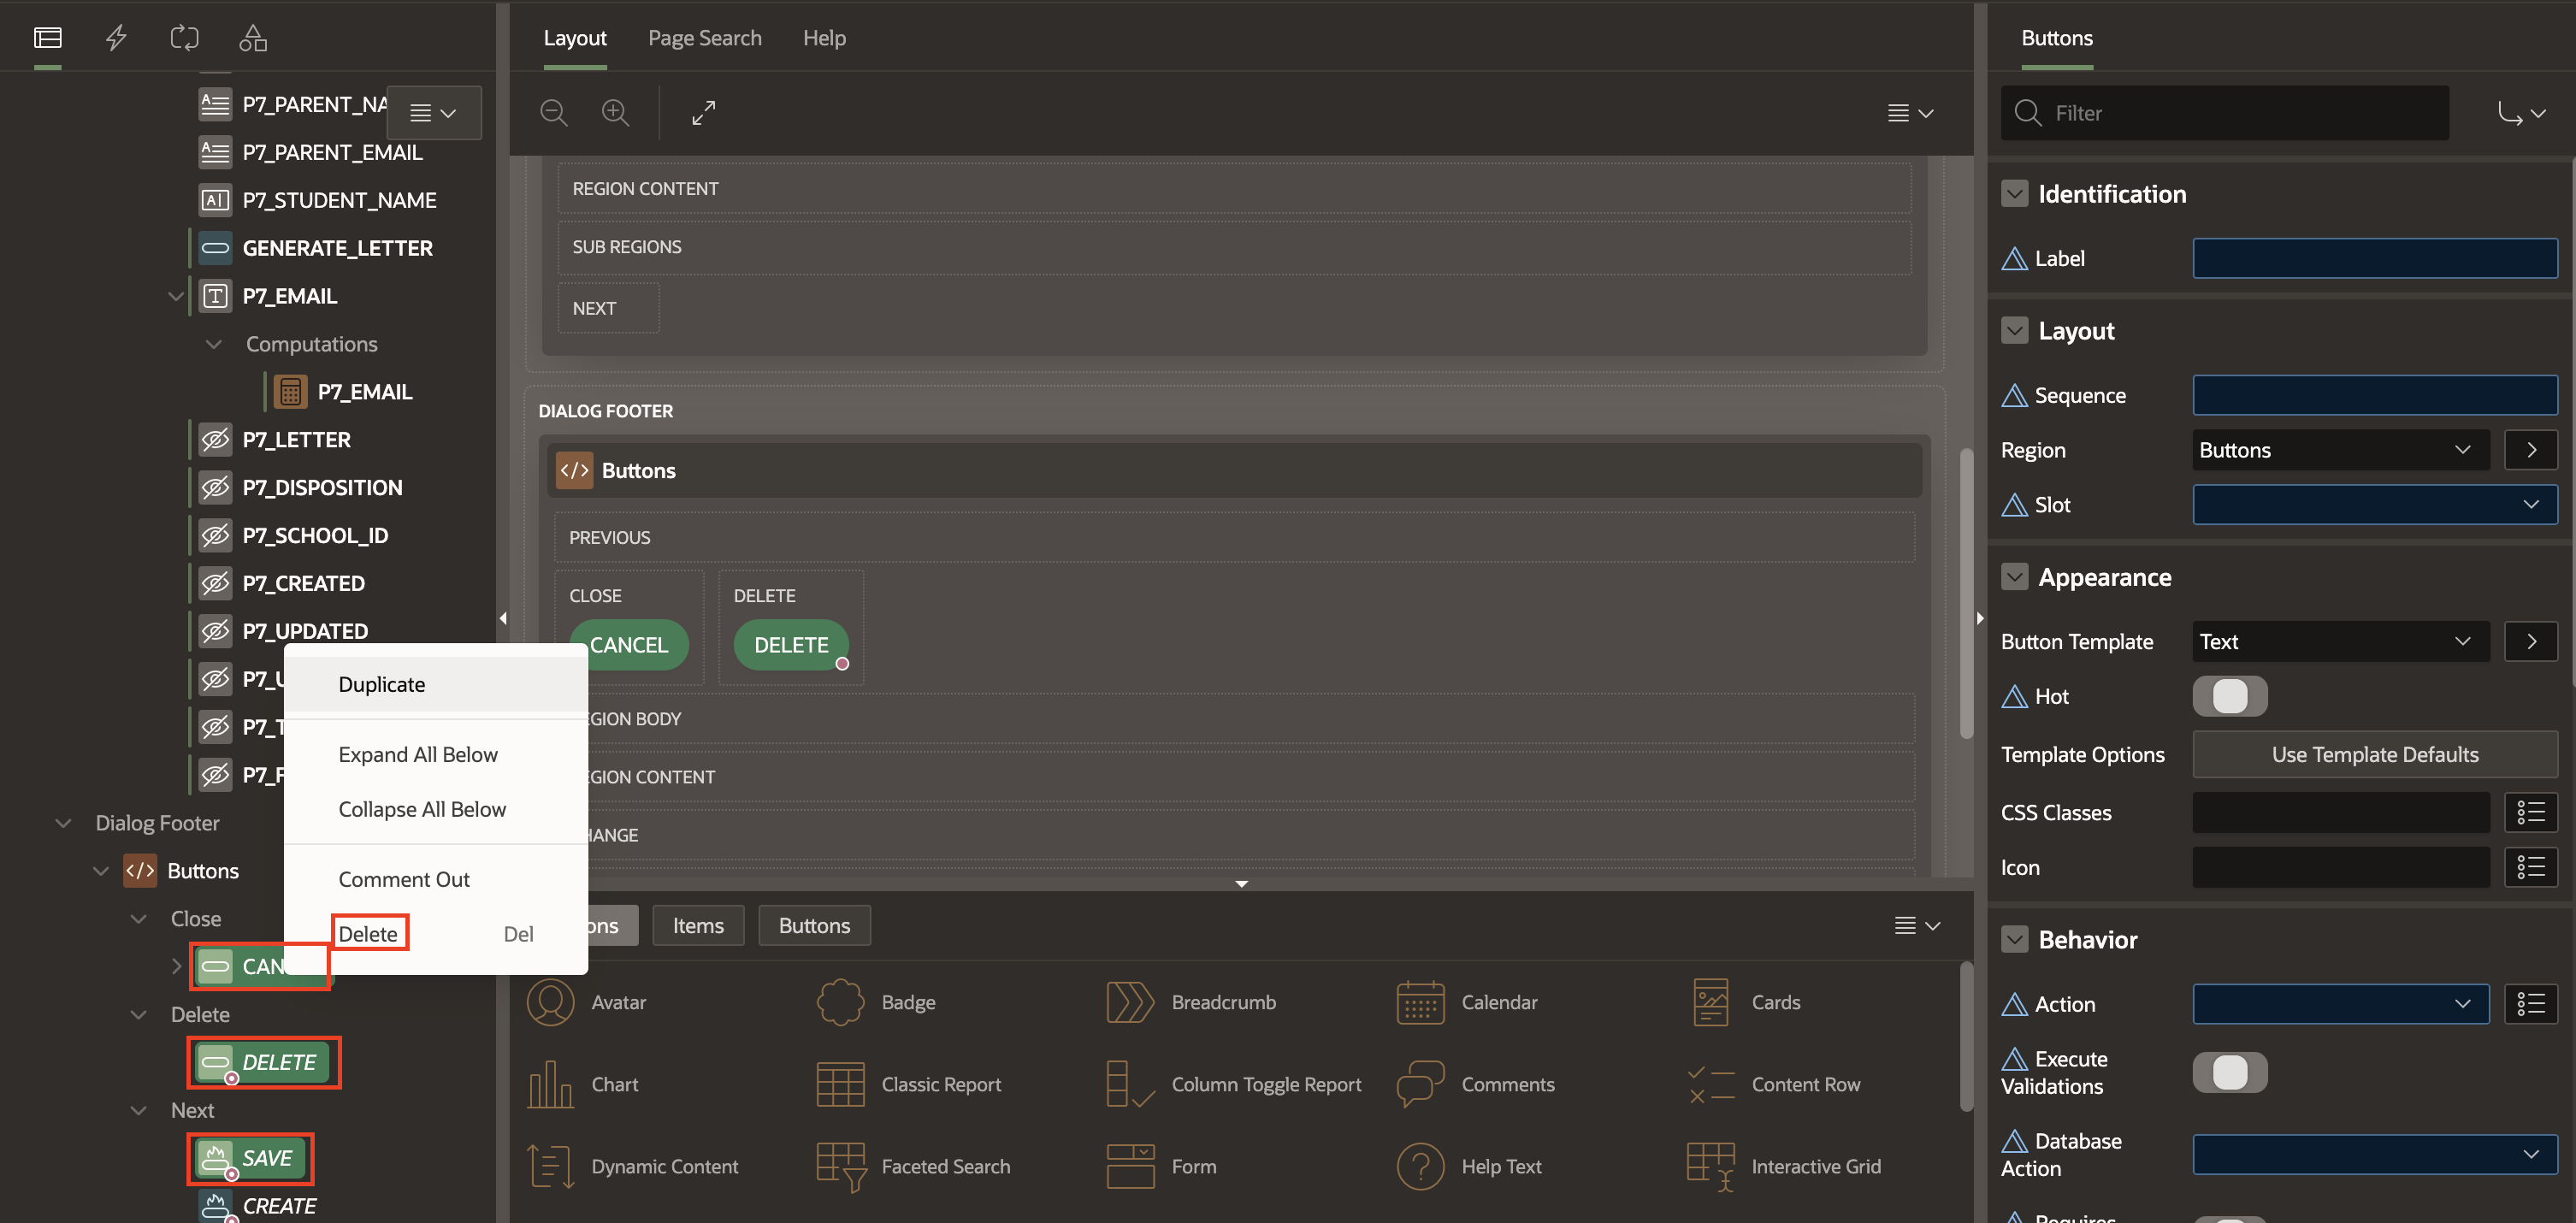 P7_PARENT_NA
P7_PARENT_EMAIL
P7_STUDENT_NAME
GENERATE_LETTER
P7_EMAIL
Computations
P7_EMAIL
P7_LETTER
P7_DISPOSITION
P7_SCHOOL_ID
P7_CREATED
P7_UPDATED
P7_U
P7_T
P7_F
Dialog Footer
Buttons
Close
CAN
Delete
DELETE
Next
SAVE
CREATE
Duplicate
Expand All Below
Collapse All Below
Comment Out
Delete Del
Layout Page Search Help
REGION CONTENT
SUB REGIONS
NEXT
DIALOG FOOTER
</> Buttons
PREVIOUS
CLOSE DELETE
CANCEL DELETE
GION BODY
GION CONTENT
HANGE
ons Items Buttons
Avatar Badge Breadcrumb Calendar Cards
Chart Classic Report Column Toggle Report Comments Content Row
Dynamic Content Faceted Search Form Help Text Interactive Grid
Buttons
Filter
Identification
Label
Layout
Sequence
Region Buttons
Slot
Appearance
Button Template Text
Hot
Template Options Use Template Defaults
CSS Classes
Icon
Behavior
Action
Execute
Validations
Database
Action
Requires